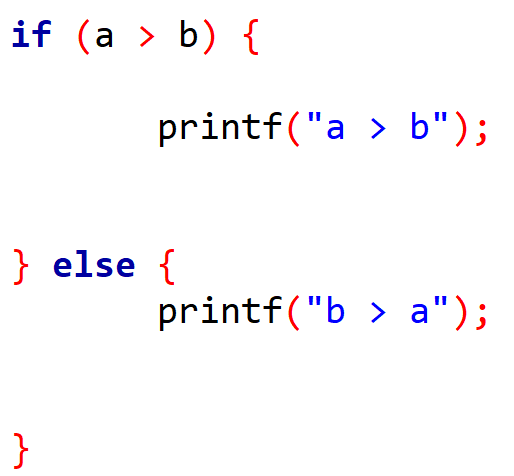 if (a > b) {
printf("a > b");
} else {
printf("b > a");
}